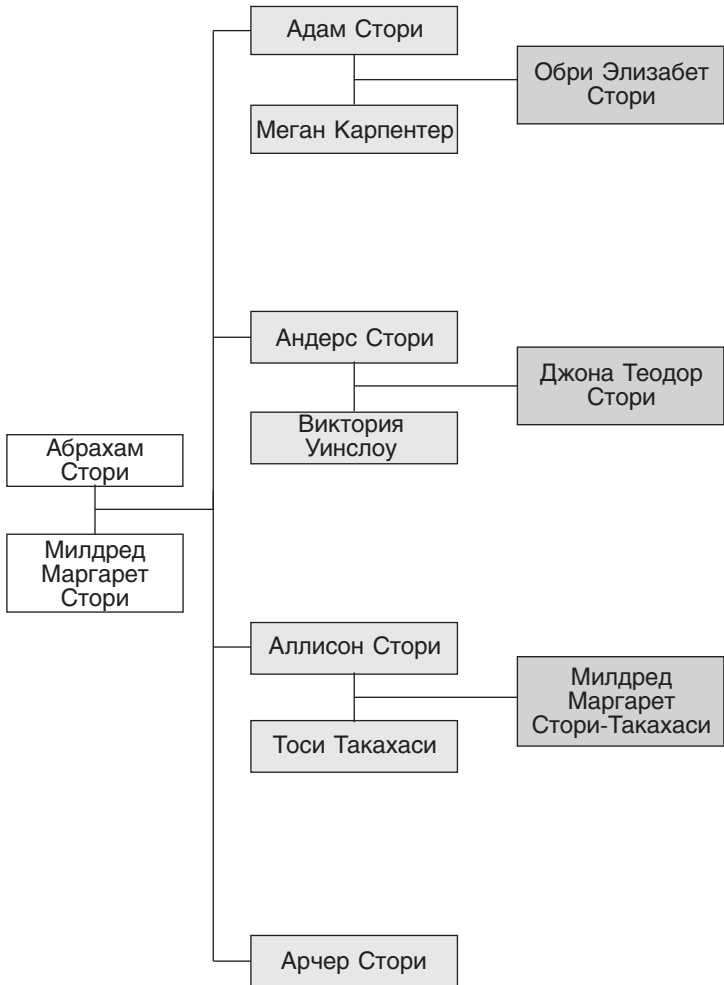 Адам Стори
Обри Элизабет
Стори
Меган Карпентер
Андерс Стори
Джона Теодор
Стори
Виктория
Уинслоу
Абрахам
Стори
Милдред
Маргарет
Стори
Аллисон Стори
Милдред
Маргарет
Стори-Такахаси
Тоси Такахаси
Арчер Стори